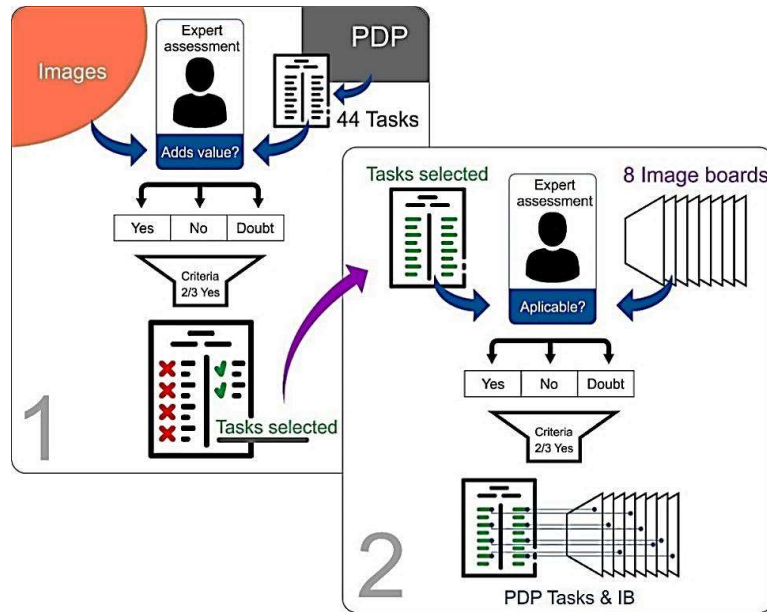 Images
Expert
assessment
PDP
44 Tasks
Adds value?
Yes No Doubt
Criteria
2/3 Yes
Tasks selected
1
Tasks selected
Expert
assessment
8 Image boards
Aplicable?
Yes No Doubt
Criteria
2/3 Yes
2
PDP Tasks & IB